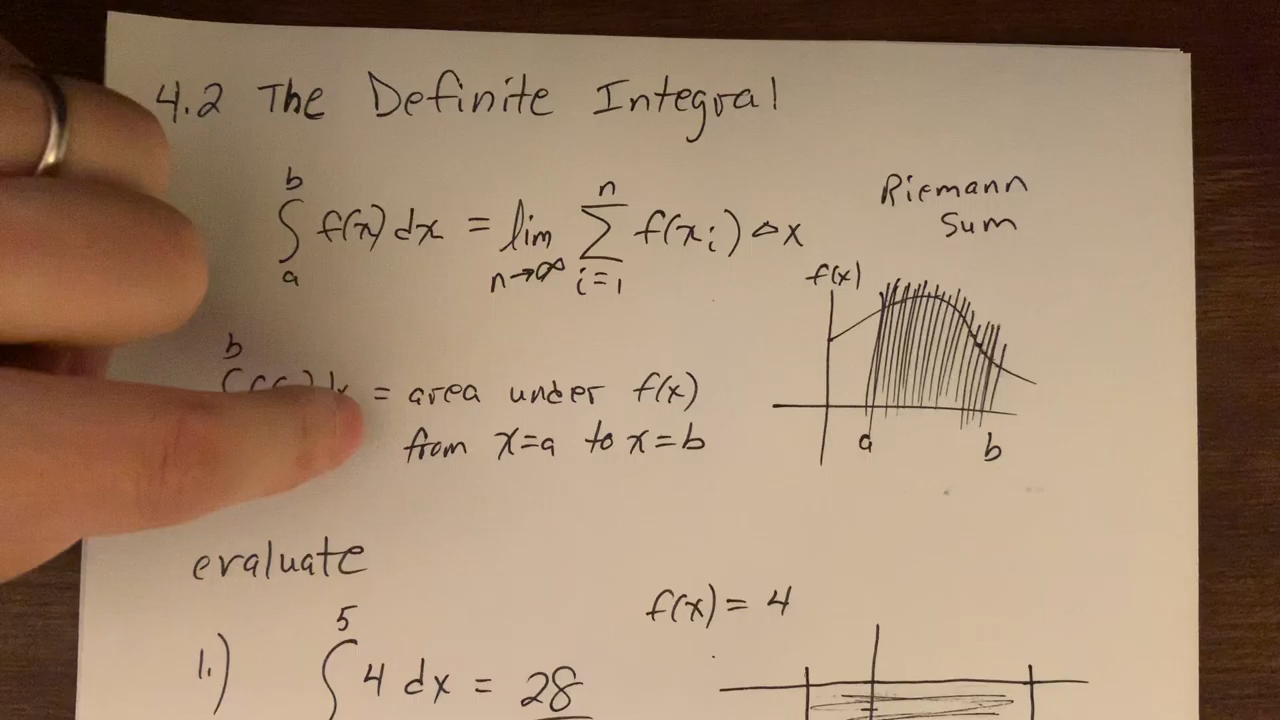 4.2 The Definite Integral
b
∫ f(x) dx = lim n→∞ n Σ i=1 f(xᵢ) △x
a
Riemann
Sum
f(x)
a
b
b
= area under f(x)
from x=a to x=b
evaluate
f(x) = 4
5
1.) ∫ 4 dx = 28